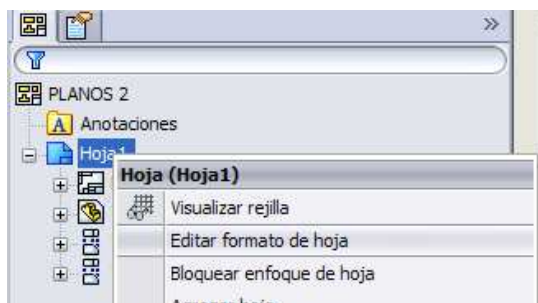 »
PLANOS 2
A Anotaciones
Hoja1
Hoja (Hoja1)
Visualizar rejilla
Editar formato de hoja
Bloquear enfoque de hoja